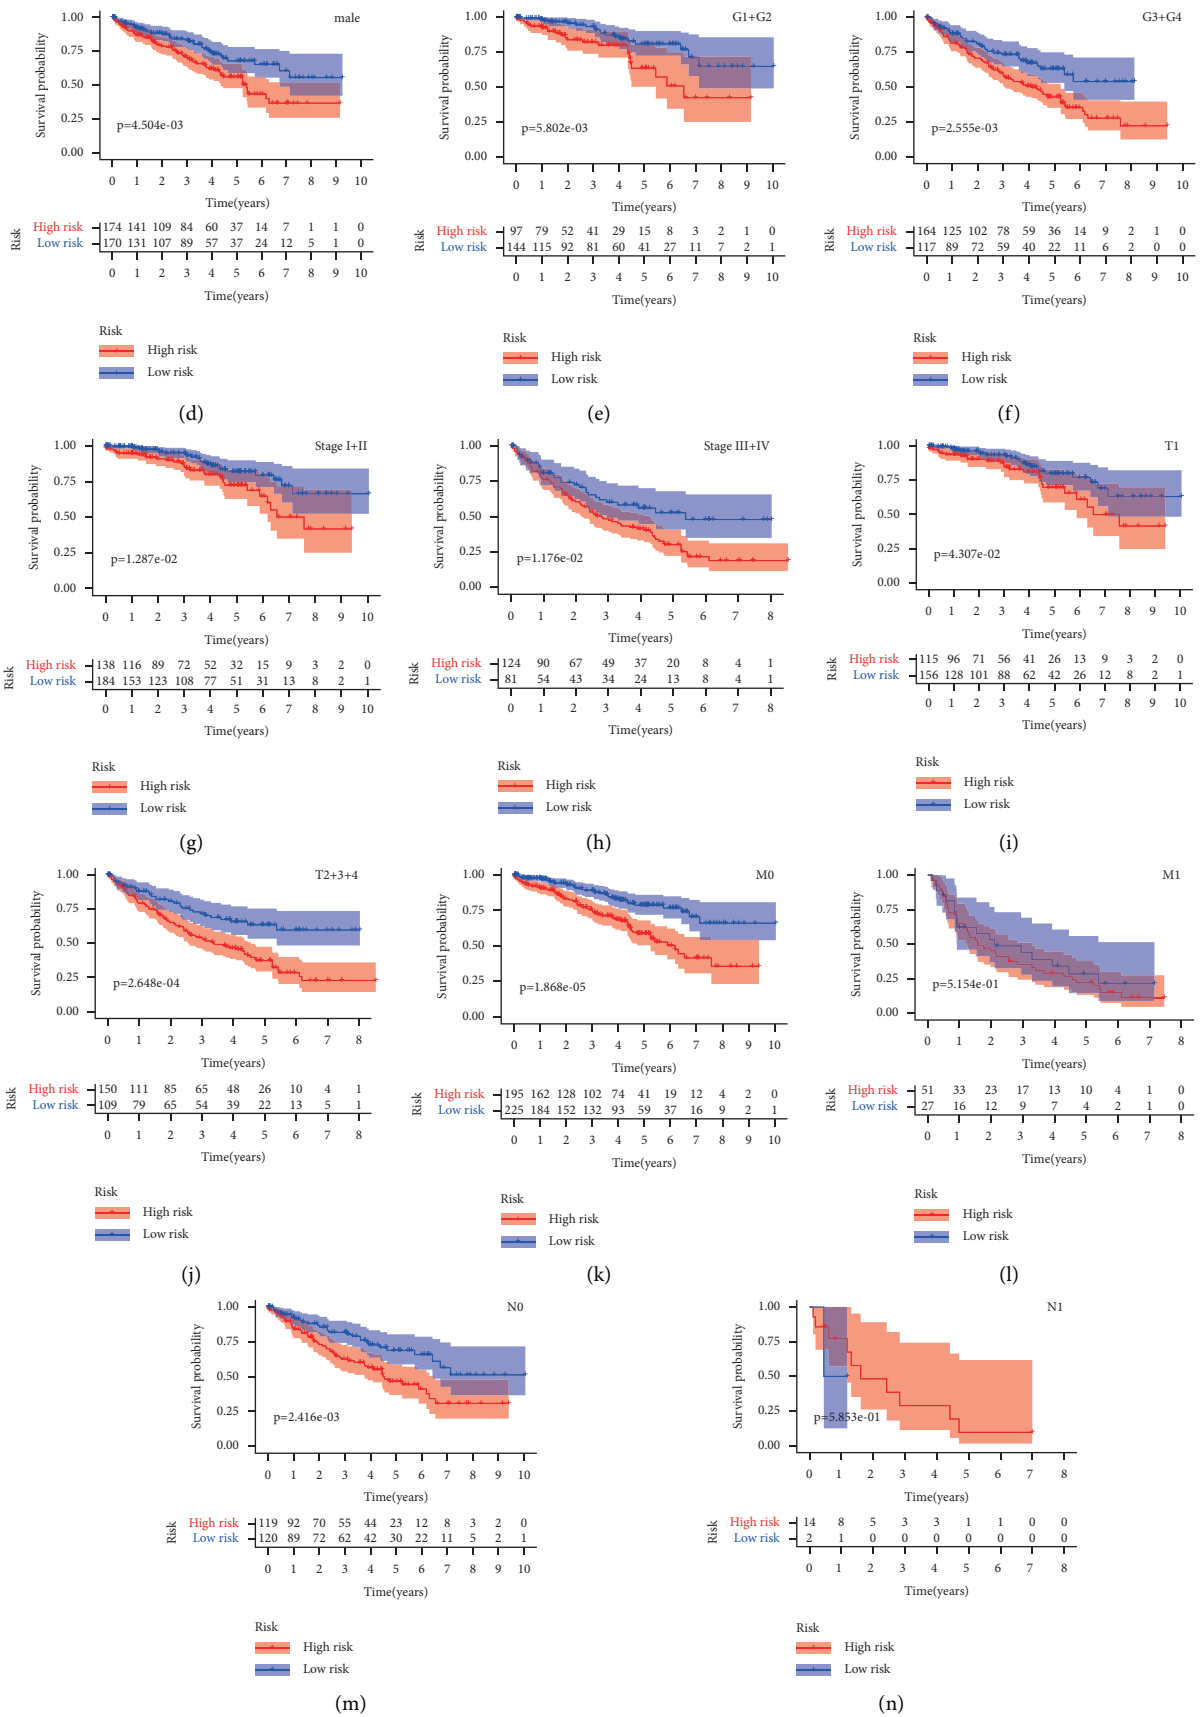 male
1.00
0.75
0.50
0.25
0.00
Survival probability
p=4.504e-03
0 1 2 3 4 5 6 7 8 9 10
Time(years)
Risk
High risk 174 141 109 84 60 37 14 7 1 1 0
Low risk 170 131 107 89 57 37 24 12 5 1 0
0 1 2 3 4 5 6 7 8 9 10
Time(years)
Risk
High risk
Low risk
(d)
G1+G2
1.00
0.75
0.50
0.25
0.00
Survival probability
p=5.802e-03
0 1 2 3 4 5 6 7 8 9 10
Time(years)
Risk
High risk 97 79 52 41 29 15 8 3 2 1 0
Low risk 144 115 92 81 60 41 27 11 7 2 1
0 1 2 3 4 5 6 7 8 9 10
Time(years)
Risk
High risk
Low risk
(e)
G3+G4
1.00
0.75
0.50
0.25
0.00
Survival probability
p=2.555e-03
0 1 2 3 4 5 6 7 8 9 10
Time(years)
Risk
High risk 164 125 102 78 59 36 14 9 2 1 0
Low risk 117 89 72 59 40 22 11 6 2 0 0
0 1 2 3 4 5 6 7 8 9 10
Time(years)
Risk
High risk
Low risk
(f)
Stage I+II
1.00
0.75
0.50
0.25
0.00
Survival probability
p=1.287e-02
0 1 2 3 4 5 6 7 8 9 10
Time(years)
Risk
High risk 138 116 89 72 52 32 15 9 3 2 0
Low risk 184 153 123 108 77 51 31 13 8 2 1
0 1 2 3 4 5 6 7 8 9 10
Time(years)
Risk
High risk
Low risk
(g)
Stage III+IV
1.00
0.75
0.50
0.25
0.00
Survival probability
p=1.176e-02
0 1 2 3 4 5 6 7 8
Time(years)
Risk
High risk 124 90 67 49 37 20 8 4 1
Low risk 81 54 43 34 24 13 8 4 1
0 1 2 3 4 5 6 7 8
Time(years)
Risk
High risk
Low risk
(h)
T1
1.00
0.75
0.50
0.25
0.00
Survival probability
p=4.307e-02
0 1 2 3 4 5 6 7 8 9 10
Time(years)
Risk
High risk 115 96 71 56 41 26 13 9 3 2 0
Low risk 156 128 101 88 62 42 26 12 8 2 1
0 1 2 3 4 5 6 7 8 9 10
Time(years)
Risk
High risk
Low risk
(i)
T2+3+4
1.00
0.75
0.50
0.25
0.00
Survival probability
p=2.648e-04
0 1 2 3 4 5 6 7 8
Time(years)
Risk
High risk 150 111 85 65 48 26 10 4 1
Low risk 109 79 65 54 39 22 13 5 1
0 1 2 3 4 5 6 7 8
Time(years)
Risk
High risk
Low risk
(j)
M0
1.00
0.75
0.50
0.25
0.00
Survival probability
p=1.868e-05
0 1 2 3 4 5 6 7 8 9 10
Time(years)
Risk
High risk 195 162 128 102 74 41 19 12 4 2 0
Low risk 225 184 152 132 93 59 37 16 9 2 1
0 1 2 3 4 5 6 7 8 9 10
Time(years)
Risk
High risk
Low risk
(k)
M1
1.00
0.75
0.50
0.25
0.00
Survival probability
p=5.154e-01
0 1 2 3 4 5 6 7 8
Time(years)
Risk
High risk 51 33 23 17 13 10 4 1 0
Low risk 27 16 12 9 7 4 2 1 0
0 1 2 3 4 5 6 7 8
Time(years)
Risk
High risk
Low risk
(l)
N0
1.00
0.75
0.50
0.25
0.00
Survival probability
p=2.416e-03
0 1 2 3 4 5 6 7 8 9 10
Time(years)
Risk
High risk 119 92 70 55 44 23 12 8 3 2 0
Low risk 120 89 72 62 42 30 22 11 5 2 1
0 1 2 3 4 5 6 7 8 9 10
Time(years)
Risk
High risk
Low risk
(m)
N1
1.00
0.75
0.50
0.25
0.00
Survival probability
p=5.853e-01
0 1 2 3 4 5 6 7 8
Time(years)
Risk
High risk 14 8 5 3 3 1 1 0 0
Low risk 2 1 0 0 0 0 0 0 0
0 1 2 3 4 5 6 7 8
Time(years)
Risk
High risk
Low risk
(n)